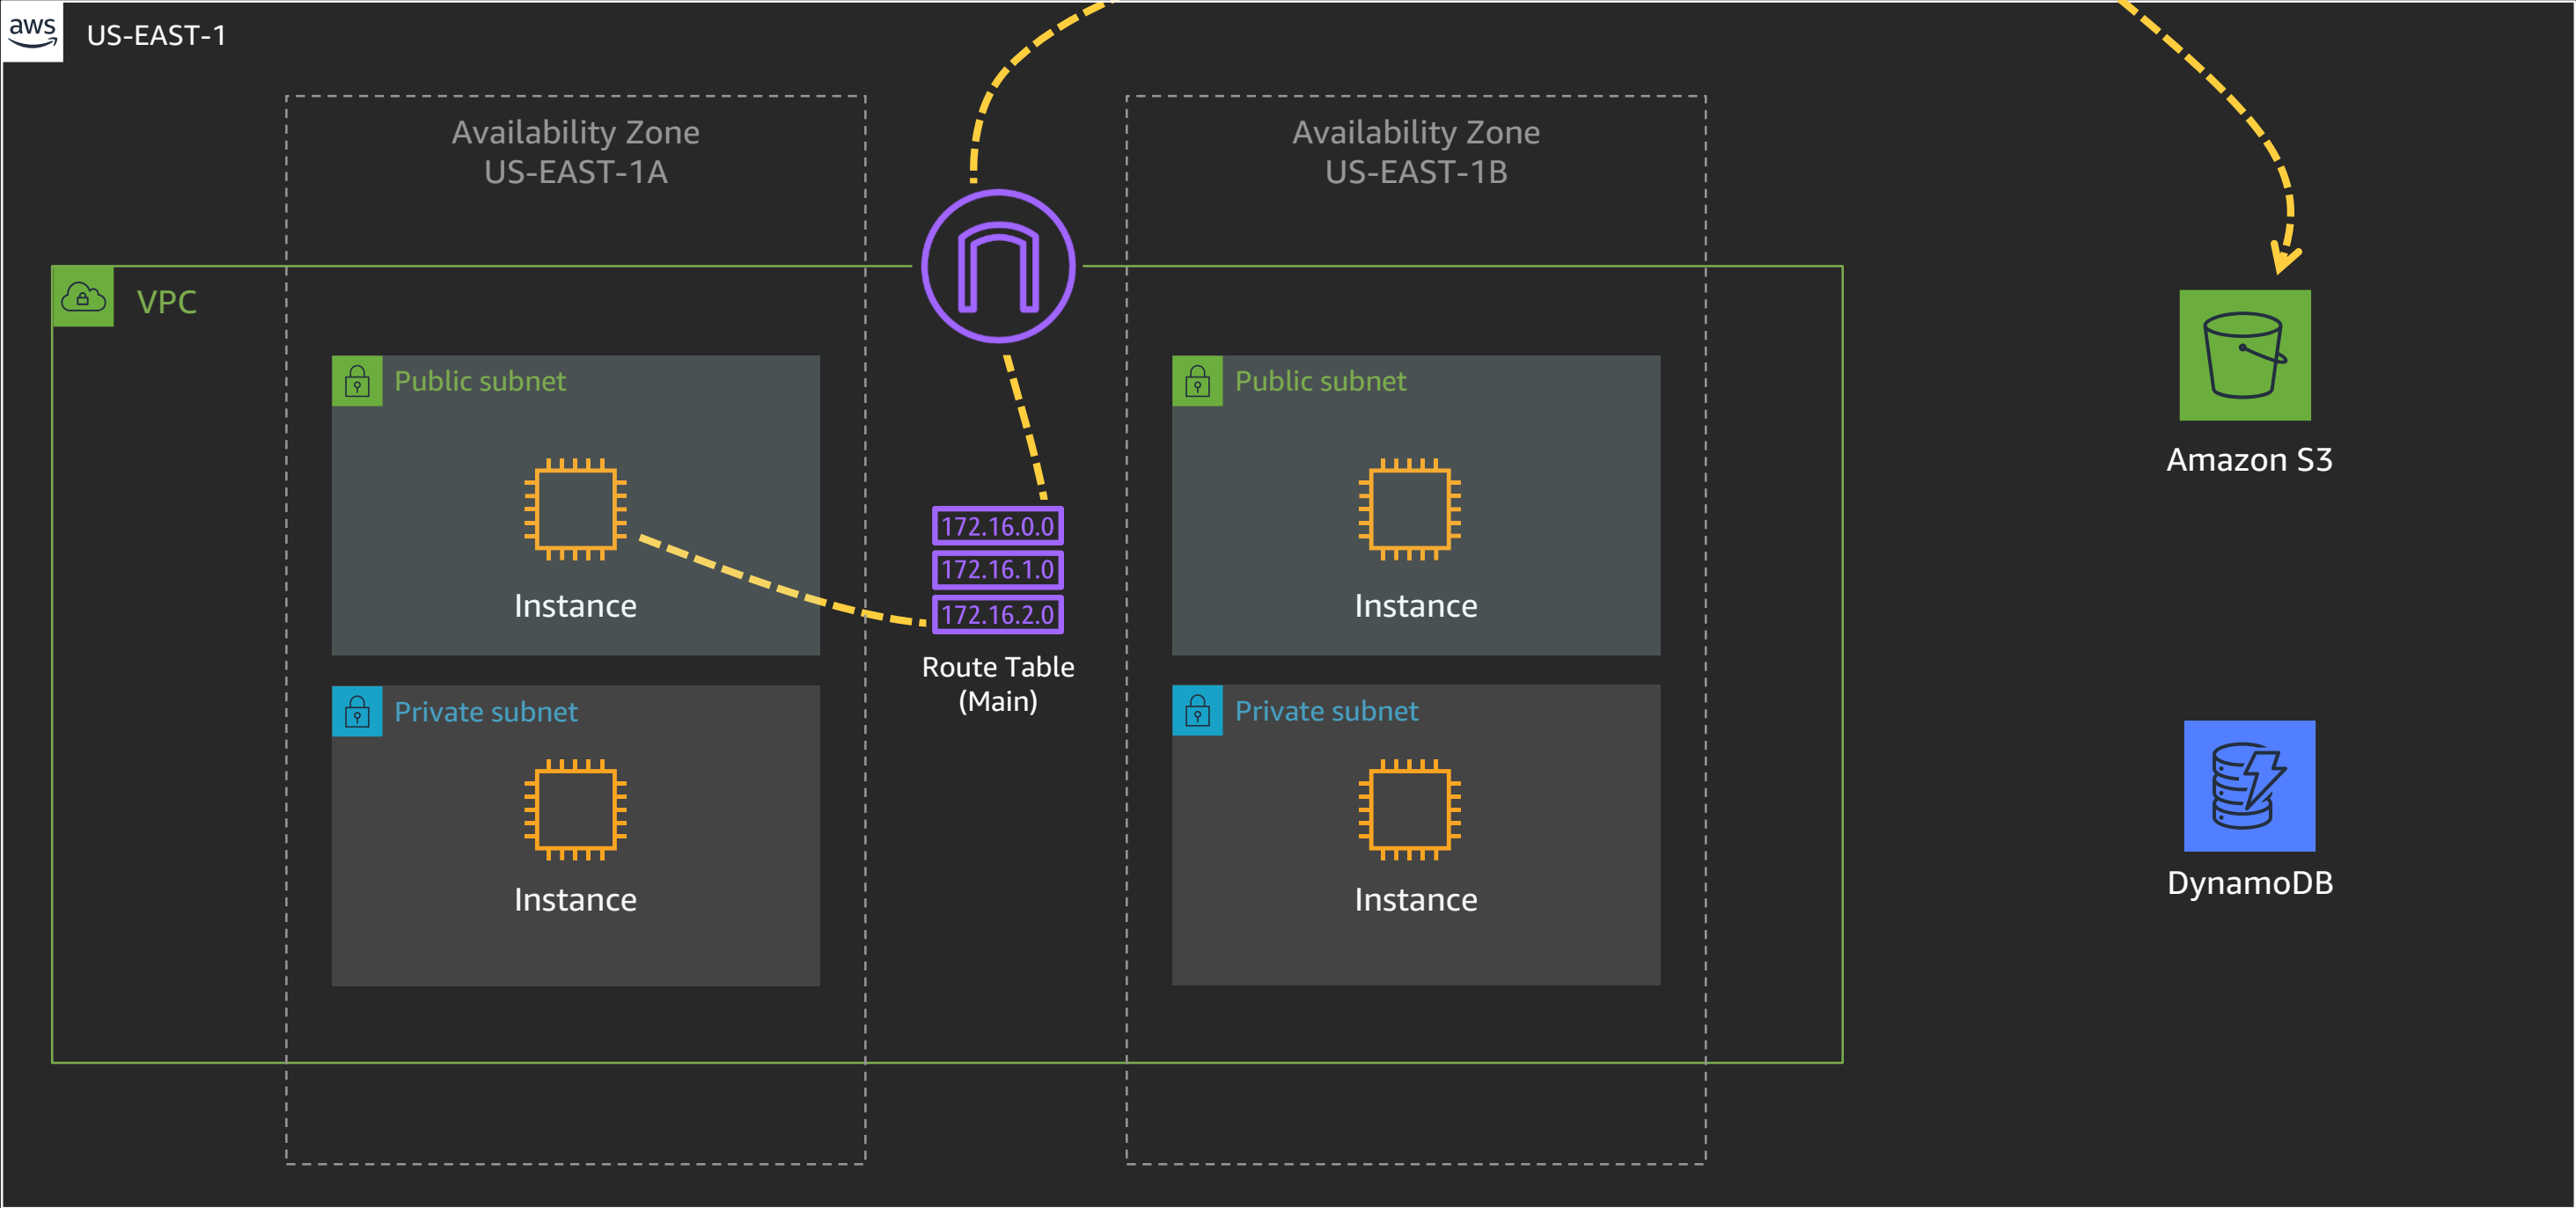 aws
US-EAST-1
Availability Zone
US-EAST-1A
Availability Zone
US-EAST-1B
VPC
Public subnet
Instance
Private subnet
Instance
172.16.0.0
172.16.1.0
172.16.2.0
Route Table
(Main)
Public subnet
Instance
Private subnet
Instance
Amazon S3
DynamoDB